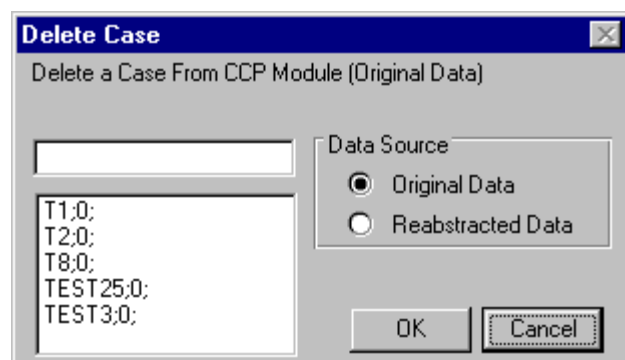 Delete Case
Delete a Case From CCP Module (Original Data)
Data Source
Original Data
Reabstracted Data
T1;0;
T2;0;
T8;0;
TEST25;0;
TEST3;0;
OK
Cancel